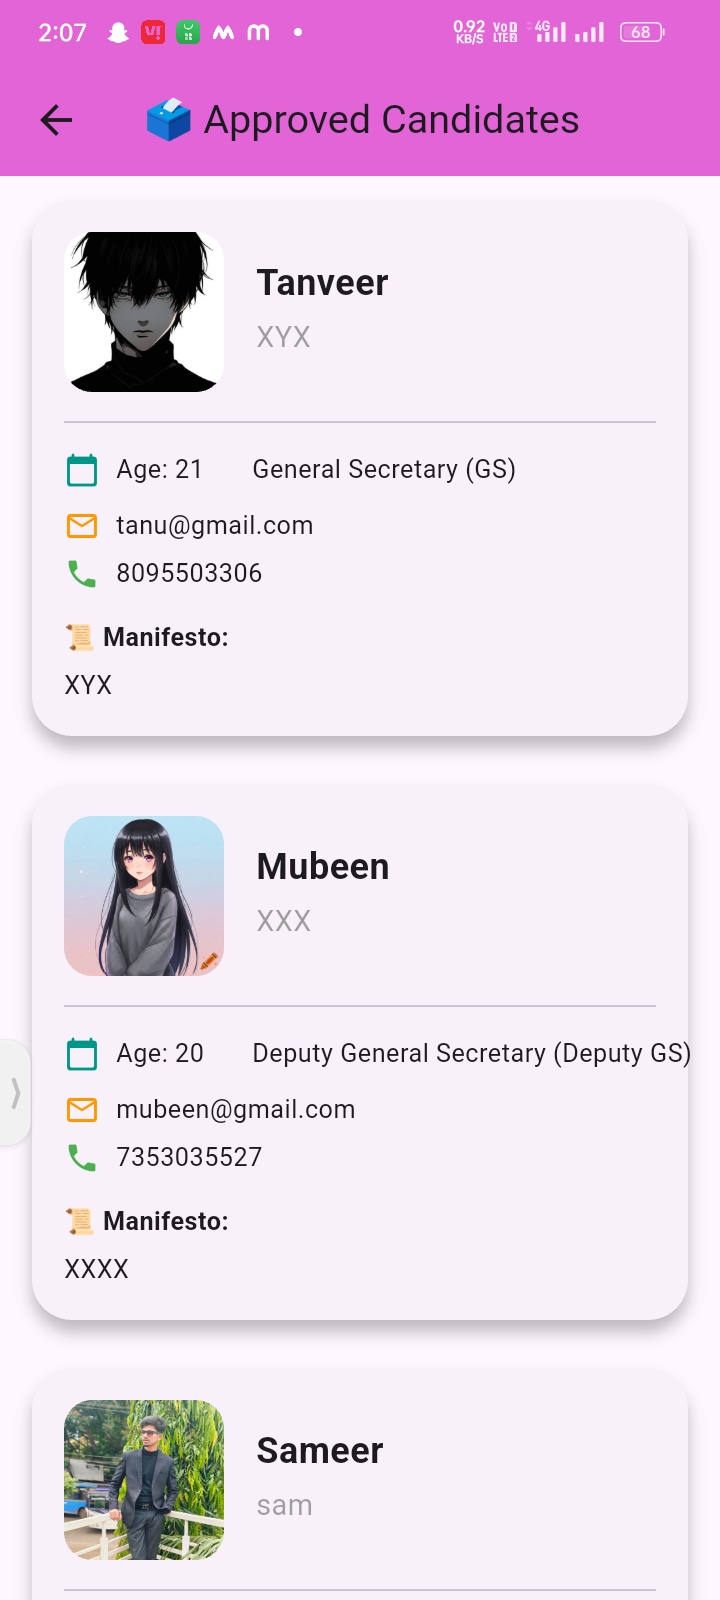 2:07 0.92 KB/S Vo LTE 4G 68
🗳️ Approved Candidates
Tanveer
XYX
Age: 21 General Secretary (GS)
tanu@gmail.com
8095503306
📜 Manifesto:
XYX
Mubeen
XXX
Age: 20 Deputy General Secretary (Deputy GS)
mubeen@gmail.com
7353035527
📜 Manifesto:
XXXX
Sameer
sam